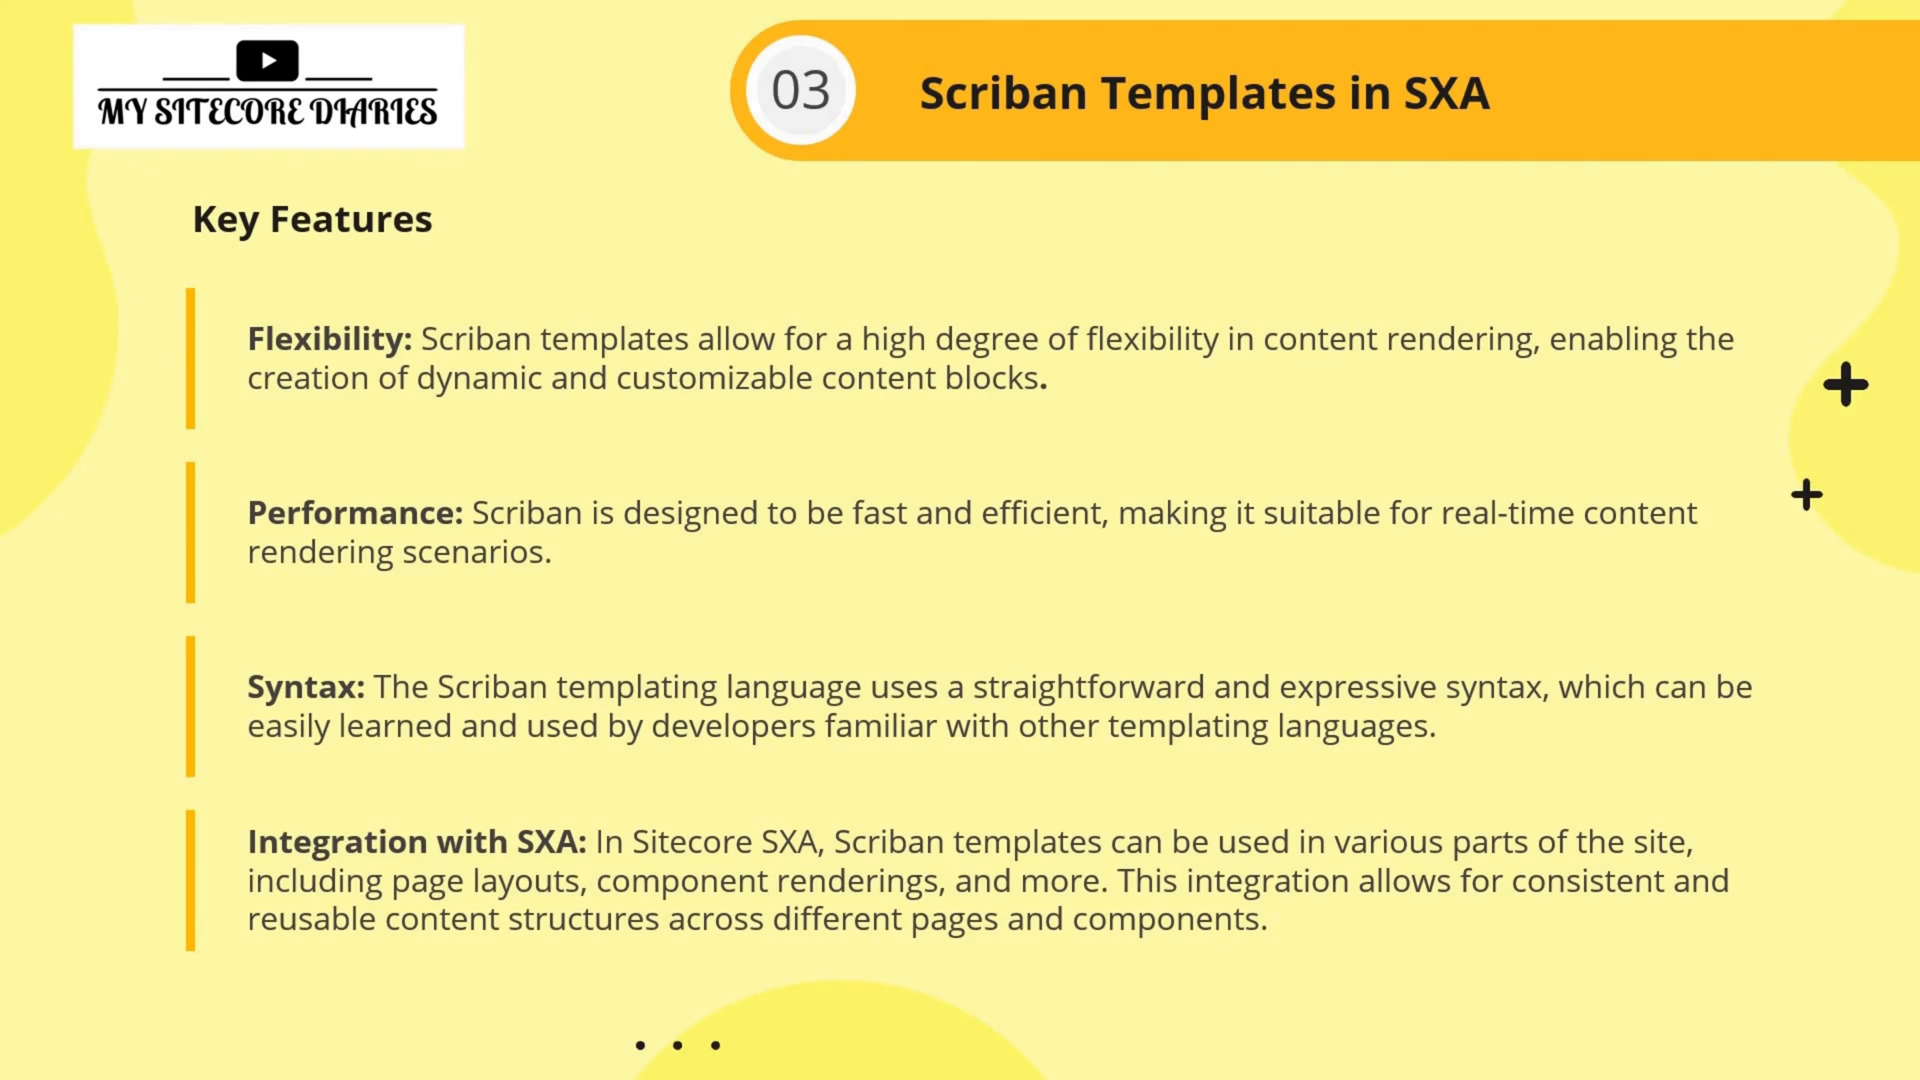 MY SITECORE DIARIES
03
Scriban Templates in SXA
Key Features
Flexibility: Scriban templates allow for a high degree of flexibility in content rendering, enabling the
creation of dynamic and customizable content blocks.
Performance: Scriban is designed to be fast and efficient, making it suitable for real-time content
rendering scenarios.
Syntax: The Scriban templating language uses a straightforward and expressive syntax, which can be
easily learned and used by developers familiar with other templating languages.
Integration with SXA: In Sitecore SXA, Scriban templates can be used in various parts of the site,
including page layouts, component renderings, and more. This integration allows for consistent and
reusable content structures across different pages and components.